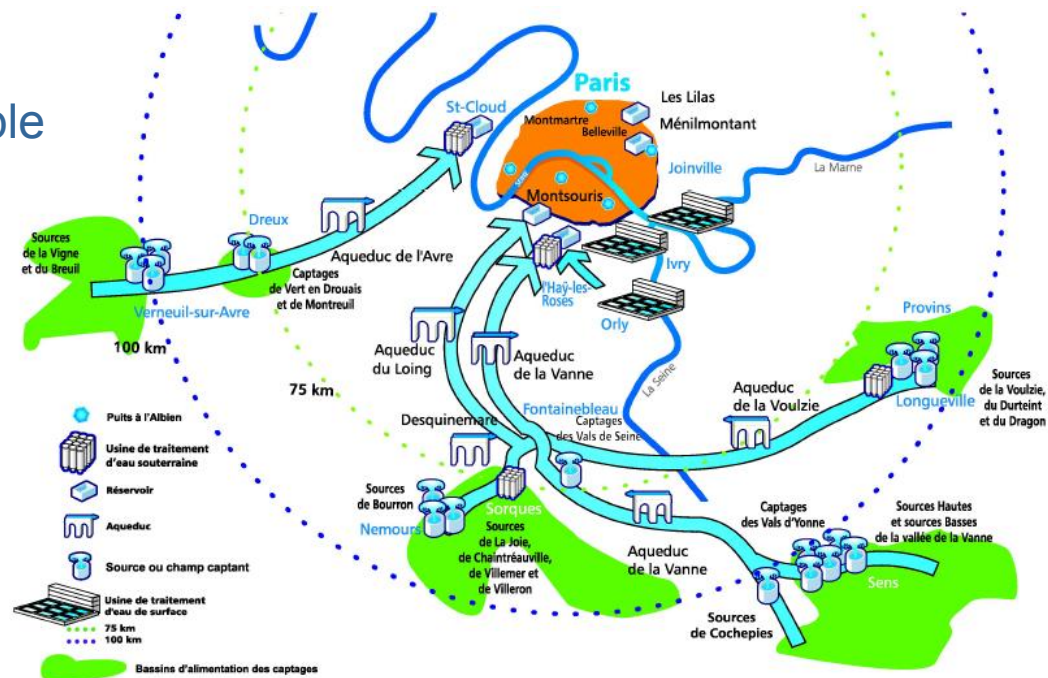 ble
Paris
St-Cloud
Les Lilas
Montmartre
Ménilmontant
Belleville
Joinville
La Marne
Montsouris
Dreux
Sources
de la Vigne
et du Breuil
Aqueduc de l'Avre
Captages
de Vert en Drouais
et de Montreuil
Verneuil-sur-Avre
Ivry
l'Haÿ-les-
Roses
Orly
Provins
100 km
Aqueduc
du Loing
Aqueduc
de la Vanne
75 km
La Seine
Sources
de la Voulzie,
du Durteint
et du Dragon
Longueville
Aqueduc
de la Voulzie
Fontainebleau
Captages
des Vals de Seine
Desquinemare
Puits à l'Albien
Usine de traitement
d'eau souterraine
Réservoir
Aqueduc
Source ou champ captant
Usine de traitement
d'eau de surface
75 km
100 km
Bassins d'alimentation des captages
Sources
de Bourron
Nemours
Sorques
Sources
de La Joie,
de Chaintréauville,
de Villemer et
de Villeron
Aqueduc
de la Vanne
Captages
des Vals d'Yonne
Sources Hautes
et sources Basses
de la vallée de la Vanne
Sens
Sources
de Cochepies